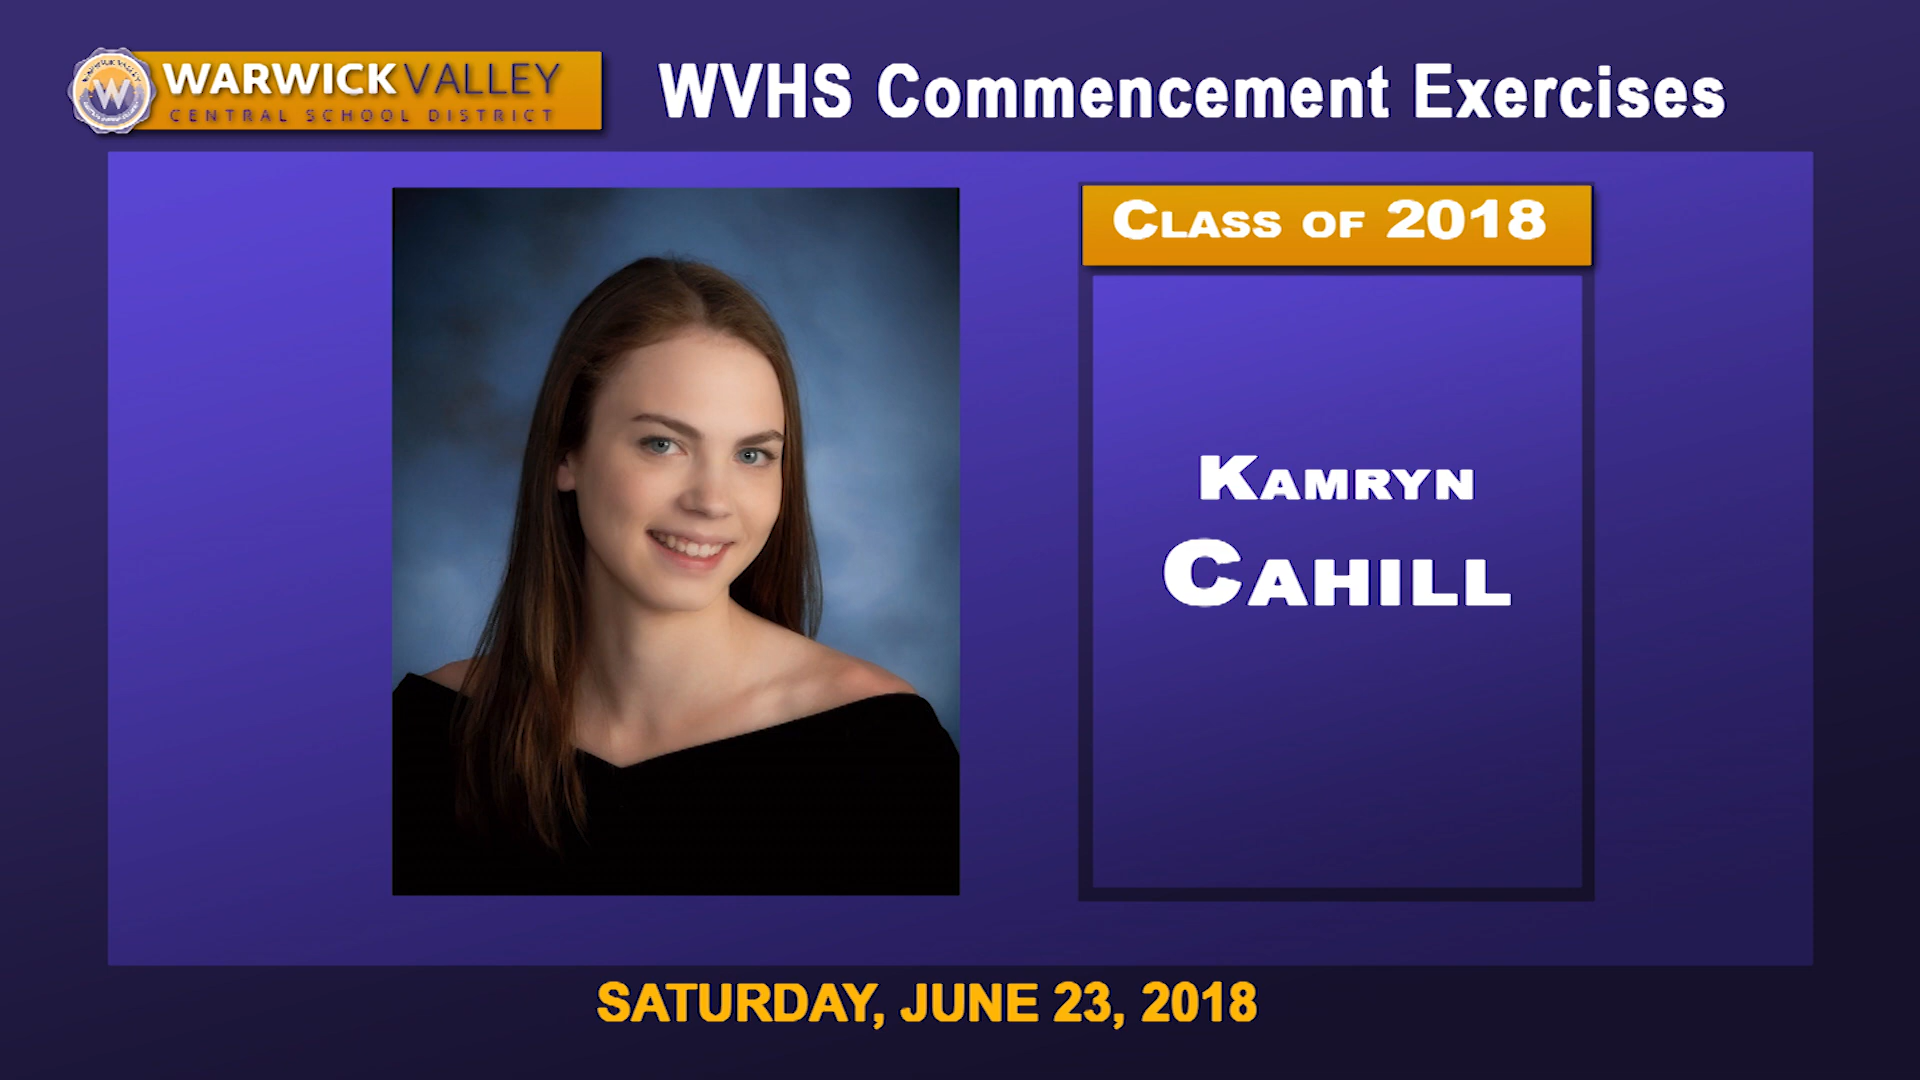 WARWICK VALLEY
CENTRAL SCHOOL DISTRICT
W
WVHS Commencement Exercises
CLASS OF 2018
KAMRYN
CAHILL
SATURDAY, JUNE 23, 2018